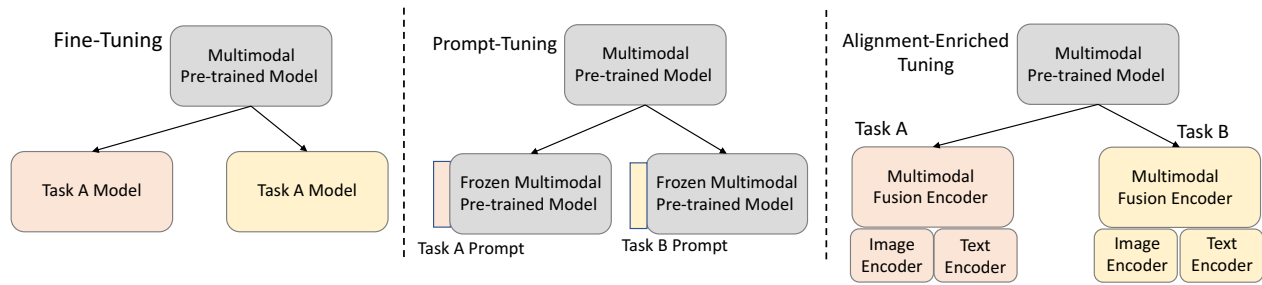 Fine-Tuning
Multimodal
Pre-trained Model
Task A Model
Task A Model
Prompt-Tuning
Multimodal
Pre-trained Model
Frozen Multimodal
Pre-trained Model
Frozen Multimodal
Pre-trained Model
Task A Prompt
Task B Prompt
Alignment-Enriched
Tuning
Multimodal
Pre-trained Model
Task A
Task B
Multimodal
Fusion Encoder
Multimodal
Fusion Encoder
Image
Encoder
Text
Encoder
Image
Encoder
Text
Encoder